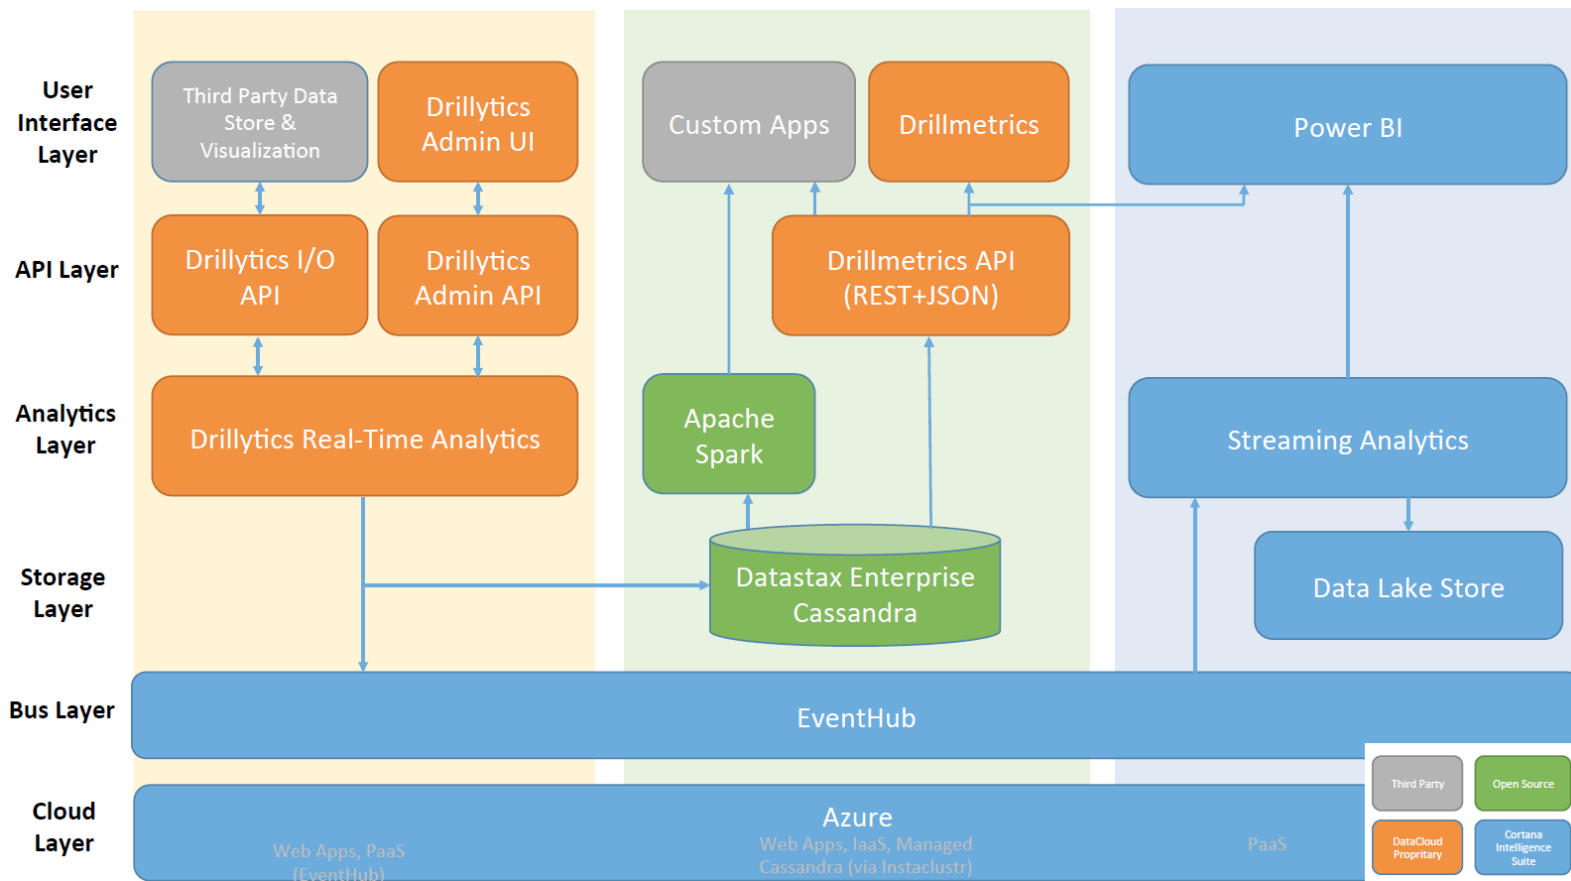 User
Interface
Layer
Third Party Data
Store &
Visualization
Drillytics
Admin UI
Custom Apps
Drillmetrics
Power BI
API Layer
Drillytics I/O
API
Drillytics
Admin API
Drillmetrics API
(REST+JSON)
Analytics
Layer
Drillytics Real-Time Analytics
Apache
Spark
Streaming Analytics
Storage
Layer
Datastax Enterprise
Cassandra
Data Lake Store
Bus Layer
EventHub
Cloud
Layer
Azure
Web Apps, PaaS
(EventHub)
Web Apps, IaaS, Managed
Cassandra (via Instaclustr)
PaaS
Third Party
Open Source
DataCloud
Propritary
Cortana
Intelligence
Suite